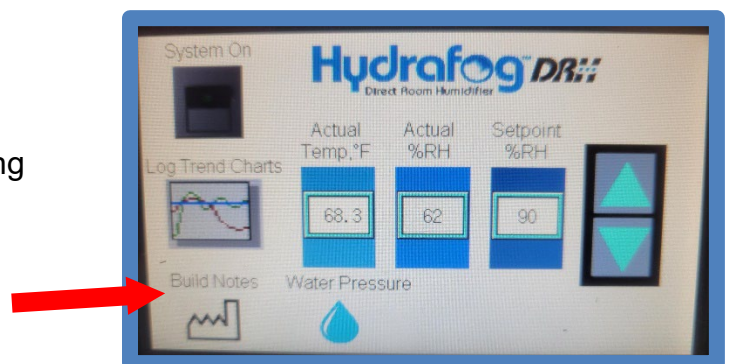 System On
Hydrafog™ DRH
Direct Room Humidifier
ng
Actual
Temp,°F
Actual
%RH
Setpoint
%RH
Log Trend Charts
68.3
62
90
Build Notes
Water Pressure